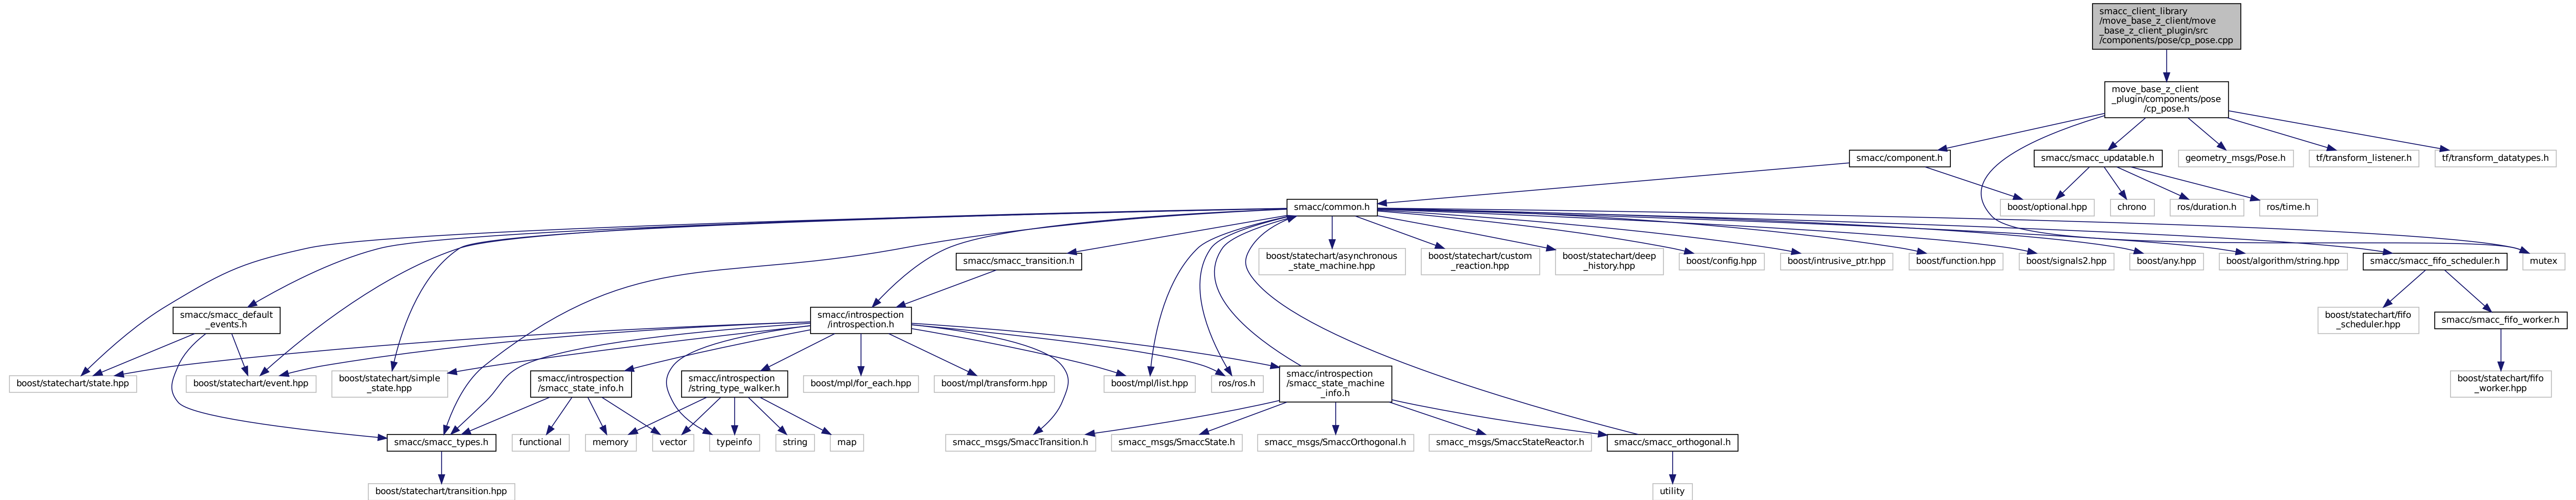 smacc_client_library
/move_base_z_client/move
_base_z_client_plugin/src
/components/pose/cp_pose.cpp
move_base_z_client
_plugin/components/pose
/cp_pose.h
smacc/component.h
smacc/smacc_updatable.h
geometry_msgs/Pose.h
tf/transform_listener.h
tf/transform_datatypes.h
smacc/common.h
boost/optional.hpp
chrono
ros/duration.h
ros/time.h
smacc/smacc_transition.h
boost/statechart/asynchronous
_state_machine.hpp
boost/statechart/custom
_reaction.hpp
boost/statechart/deep
_history.hpp
boost/config.hpp
boost/intrusive_ptr.hpp
boost/function.hpp
boost/signals2.hpp
boost/any.hpp
boost/algorithm/string.hpp
smacc/smacc_fifo_scheduler.h
mutex
smacc/smacc_default
_events.h
smacc/introspection
/introspection.h
boost/statechart/fifo
_scheduler.hpp
smacc/smacc_fifo_worker.h
boost/statechart/state.hpp
boost/statechart/event.hpp
boost/statechart/simple
_state.hpp
smacc/introspection
/smacc_state_info.h
smacc/introspection
/string_type_walker.h
boost/mpl/for_each.hpp
boost/mpl/transform.hpp
boost/mpl/list.hpp
ros/ros.h
smacc/introspection
/smacc_state_machine
_info.h
boost/statechart/fifo
_worker.hpp
smacc/smacc_types.h
functional
memory
vector
typeinfo
string
map
smacc_msgs/SmaccTransition.h
smacc_msgs/SmaccState.h
smacc_msgs/SmaccOrthogonal.h
smacc_msgs/SmaccStateReactor.h
smacc/smacc_orthogonal.h
boost/statechart/transition.hpp
utility